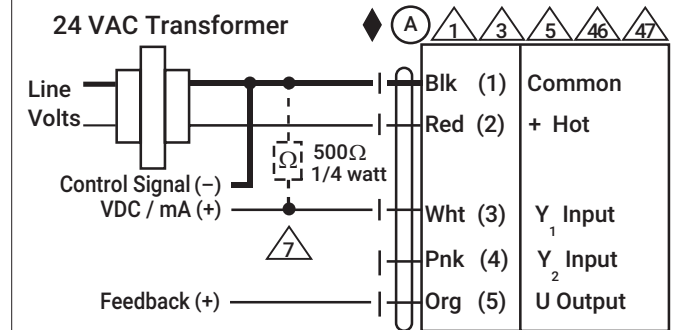 24 VAC Transformer
A 1 3 5 46 47
Line
Volts
Blk (1) Common
Red (2) + Hot
Ω 500Ω
1/4 watt
Control Signal (–)
VDC / mA (+)
Wht (3) Y1 Input
7
Pnk (4) Y2 Input
Feedback (+)
Org (5) U Output